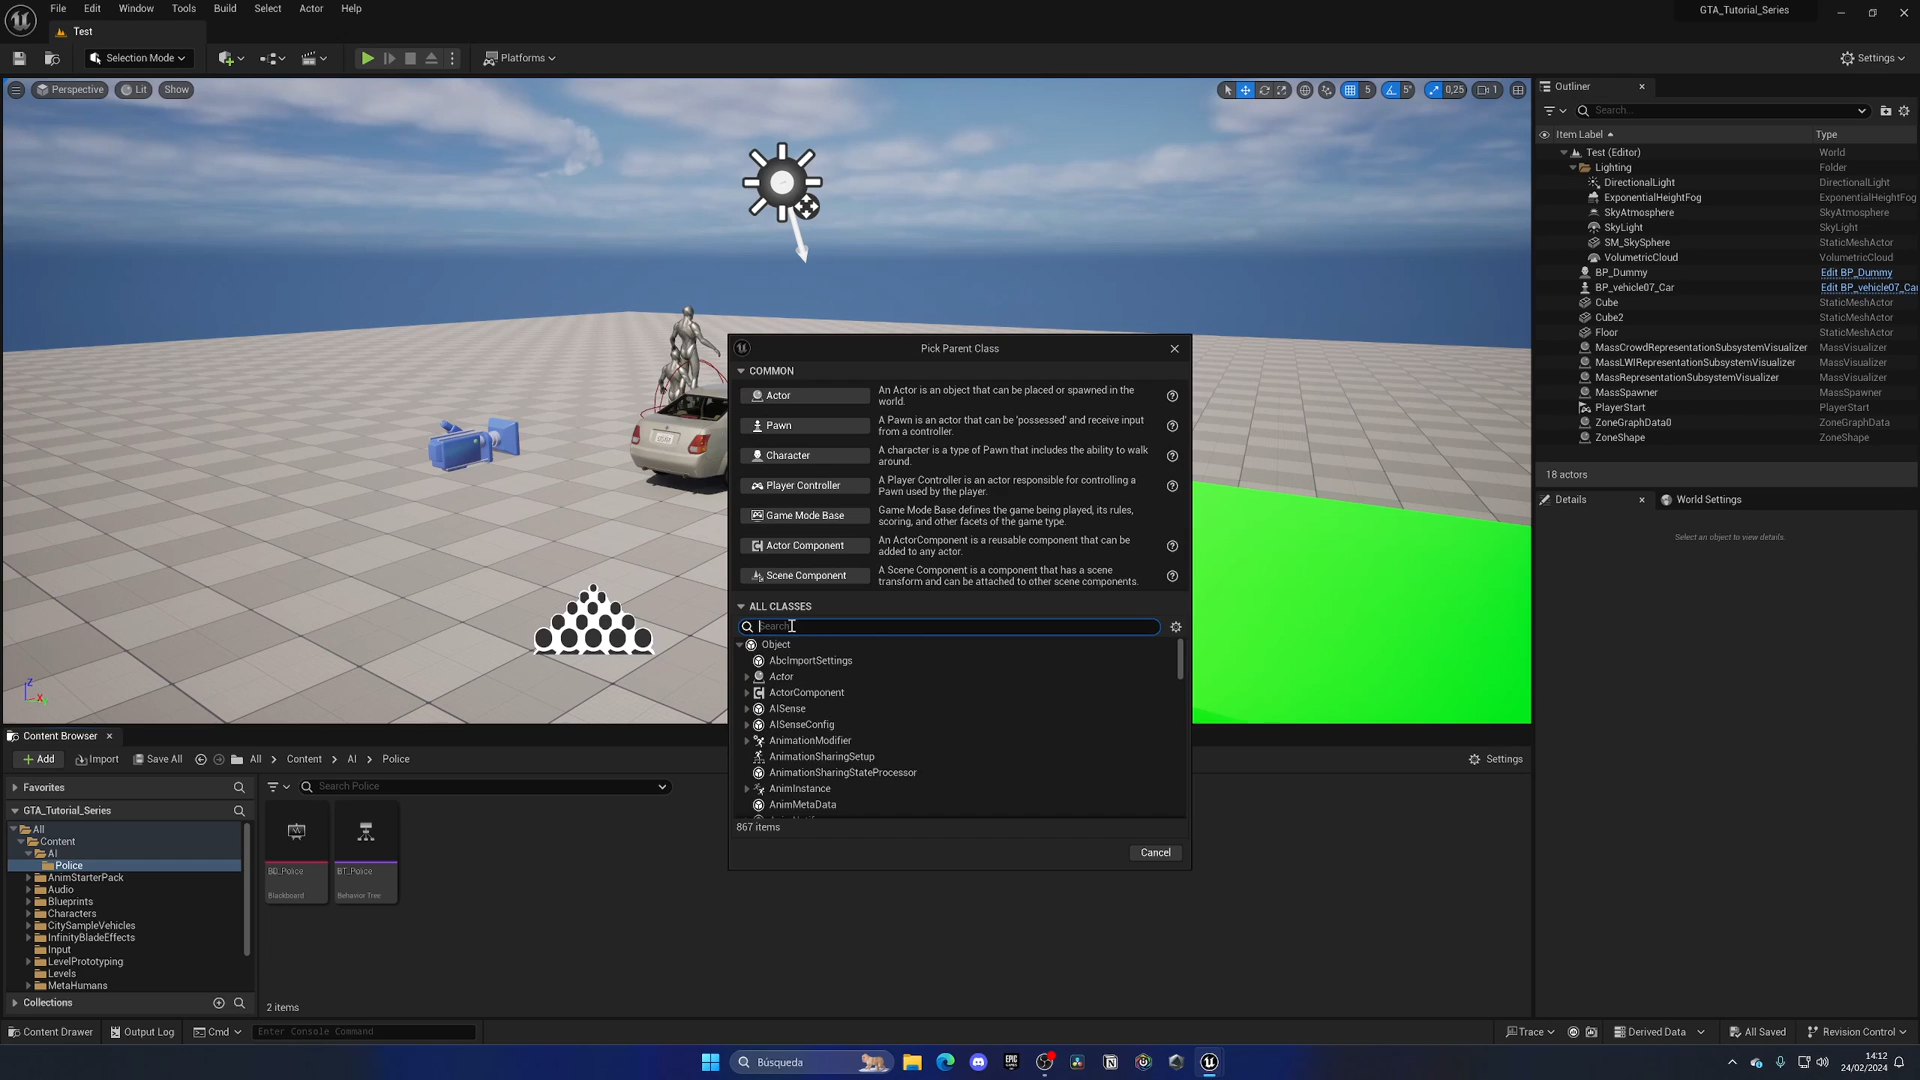 File Edit Window Tools Build Select Actor Help
GTA_Tutorial_Series
Test
Selection Mode
Platforms
Settings
Perspective
Lit
Show
5
5°
0,25
1
Outliner
Search...
Item Label
Type
Test (Editor) World
Lighting Folder
DirectionalLight DirectionalLight
ExponentialHeightFog ExponentialHeightFog
SkyAtmosphere SkyAtmosphere
SkyLight SkyLight
SM_SkySphere StaticMeshActor
VolumetricCloud VolumetricCloud
BP_Dummy Edit BP_Dummy
BP_vehicle07_Car Edit BP_vehicle07_Car
Cube StaticMeshActor
Cube2 StaticMeshActor
Floor StaticMeshActor
MassCrowdRepresentationSubsystemVisualizer MassVisualizer
MassLWIRepresentationSubsystemVisualizer MassVisualizer
MassRepresentationSubsystemVisualizer MassVisualizer
MassSpawner MassSpawner
PlayerStart PlayerStart
ZoneGraphData0 ZoneGraphData
ZoneShape ZoneShape
18 actors
Details
World Settings
Select an object to view details.
Pick Parent Class
COMMON
Actor
An Actor is an object that can be placed or spawned in the
world.
Pawn
A Pawn is an actor that can be 'possessed' and receive input
from a controller.
Character
A character is a type of Pawn that includes the ability to walk
around.
Player Controller
A Player Controller is an actor responsible for controlling a
Pawn used by the player.
Game Mode Base
Game Mode Base defines the game being played, its rules,
scoring, and other facets of the game type.
Actor Component
An ActorComponent is a reusable component that can be
added to any actor.
Scene Component
A Scene Component is a component that has a scene
transform and can be attached to other scene components.
ALL CLASSES
Search
Object
AbcImportSettings
Actor
ActorComponent
AISense
AISenseConfig
AnimationModifier
AnimationSharingSetup
AnimationSharingStateProcessor
AnimInstance
AnimMetaData
867 items
Cancel
Z
X
Content Browser
Add
Import
Save All
All
Content
AI
Police
Settings
Favorites
GTA_Tutorial_Series
All
Content
AI
Police
AnimStarterPack
Audio
Blueprints
Characters
CitySampleVehicles
InfinityBladeEffects
Input
LevelPrototyping
Levels
MetaHumans
Collections
Search Police
BD_Police
Blackboard
BT_Police
Behavior Tree
2 items
Content Drawer
Output Log
Cmd
Enter Console Command
Trace
Derived Data
All Saved
Revision Control
Búsqueda
14:12
24/02/2024